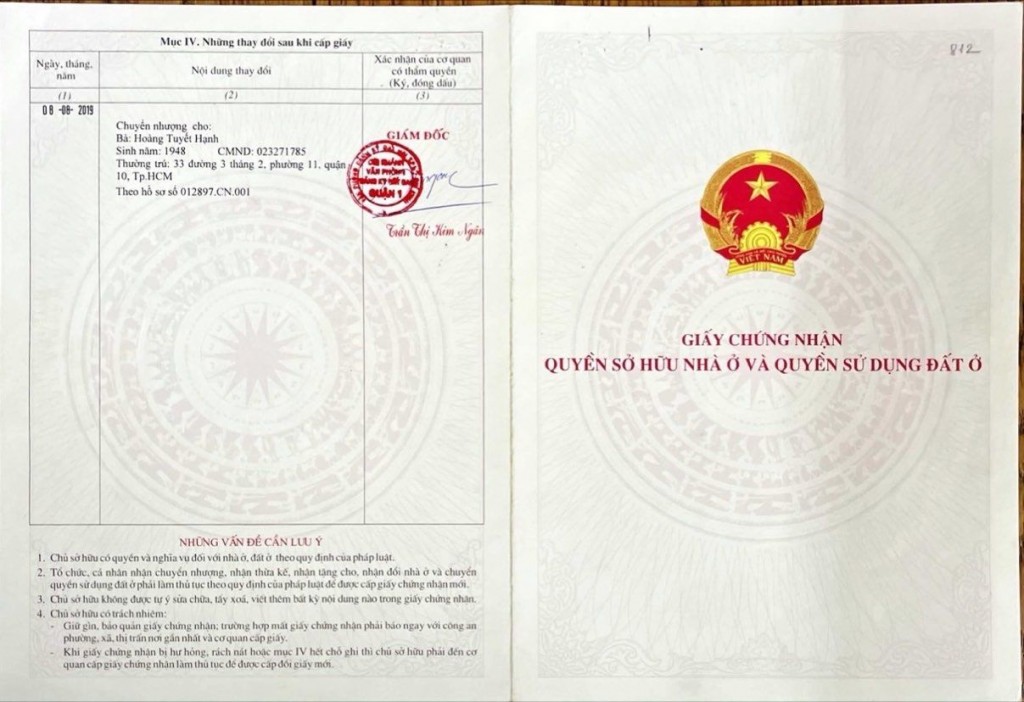 Mục IV. Những thay đổi sau khi cấp giấy
Ngày, tháng, năm
Nội dung thay đổi
Xác nhận của cơ quan
có thẩm quyền
(Ký, đóng dấu)
(1)
(2)
(3)
08 -08- 2019
Chuyển nhượng cho:
Bà: Hoàng Tuyết Hạnh
Sinh năm: 1948 CMND: 023271785
Thường trú: 33 đường 3 tháng 2, phường 11, quận
10, Tp.HCM
Theo hồ sơ số 012897.CN.001
GIÁM ĐỐC
CHI NHÁNH
VĂN PHÒNG
ĐĂNG KÝ ĐẤT ĐAI
QUẬN 1
Trần Thị Kim Ngân
NHỮNG VẤN ĐỀ CẦN LƯU Ý
1. Chủ sở hữu có quyền và nghĩa vụ đối với nhà ở, đất ở theo quy định của pháp luật.
2. Tổ chức, cá nhân nhận chuyển nhượng, nhận thừa kế, nhận tặng cho, nhận đổi nhà ở và chuyển
quyền sử dụng đất ở phải làm thủ tục theo quy định của pháp luật để được cấp giấy chứng nhận mới.
3. Chủ sở hữu không được tự ý sửa chữa, tẩy xoá, viết thêm bất kỳ nội dung nào trong giấy chứng nhận.
4. Chủ sở hữu có trách nhiệm:
- Giữ gìn, bảo quản giấy chứng nhận; trường hợp mất giấy chứng nhận phải báo ngay với công an
phường, xã, thị trấn nơi gần nhất và cơ quan cấp giấy.
- Khi giấy chứng nhận bị hư hỏng, rách nát hoặc mục IV hết chỗ ghi thì chủ sở hữu phải đến cơ
quan cấp giấy chứng nhận làm thủ tục để được cấp đổi giấy mới.
812
VIỆT NAM
GIẤY CHỨNG NHẬN
QUYỀN SỞ HỮU NHÀ Ở VÀ QUYỀN SỬ DỤNG ĐẤT Ở